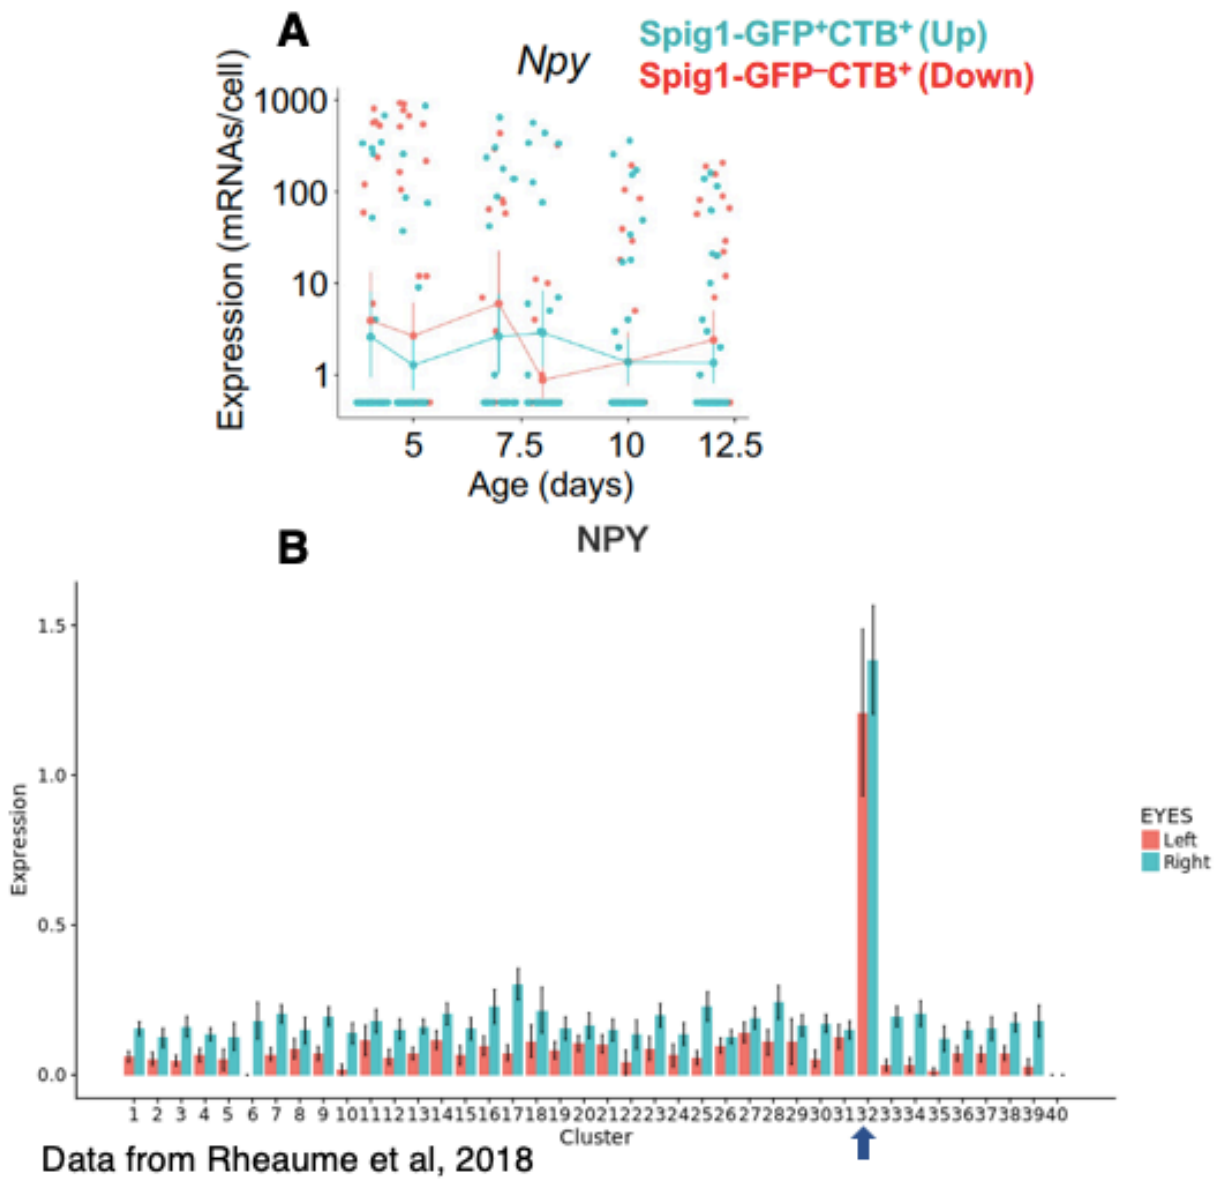 A
Npy
Spig1-GFP⁺CTB⁺ (Up)
Spig1-GFP–CTB⁺ (Down)
Expression (mRNAs/cell)
1000
100
10
1
5 7.5 10 12.5
Age (days)
B
NPY
Expression
1.5
1.0
0.5
0.0
EYES
Left
Right
1 2 3 4 5 6 7 8 9 10 11 12 13 14 15 16 17 18 19 20 21 22 23 24 25 26 27 28 29 30 31 32 33 34 35 36 37 38 39 40
Cluster
Data from Rheaume et al, 2018